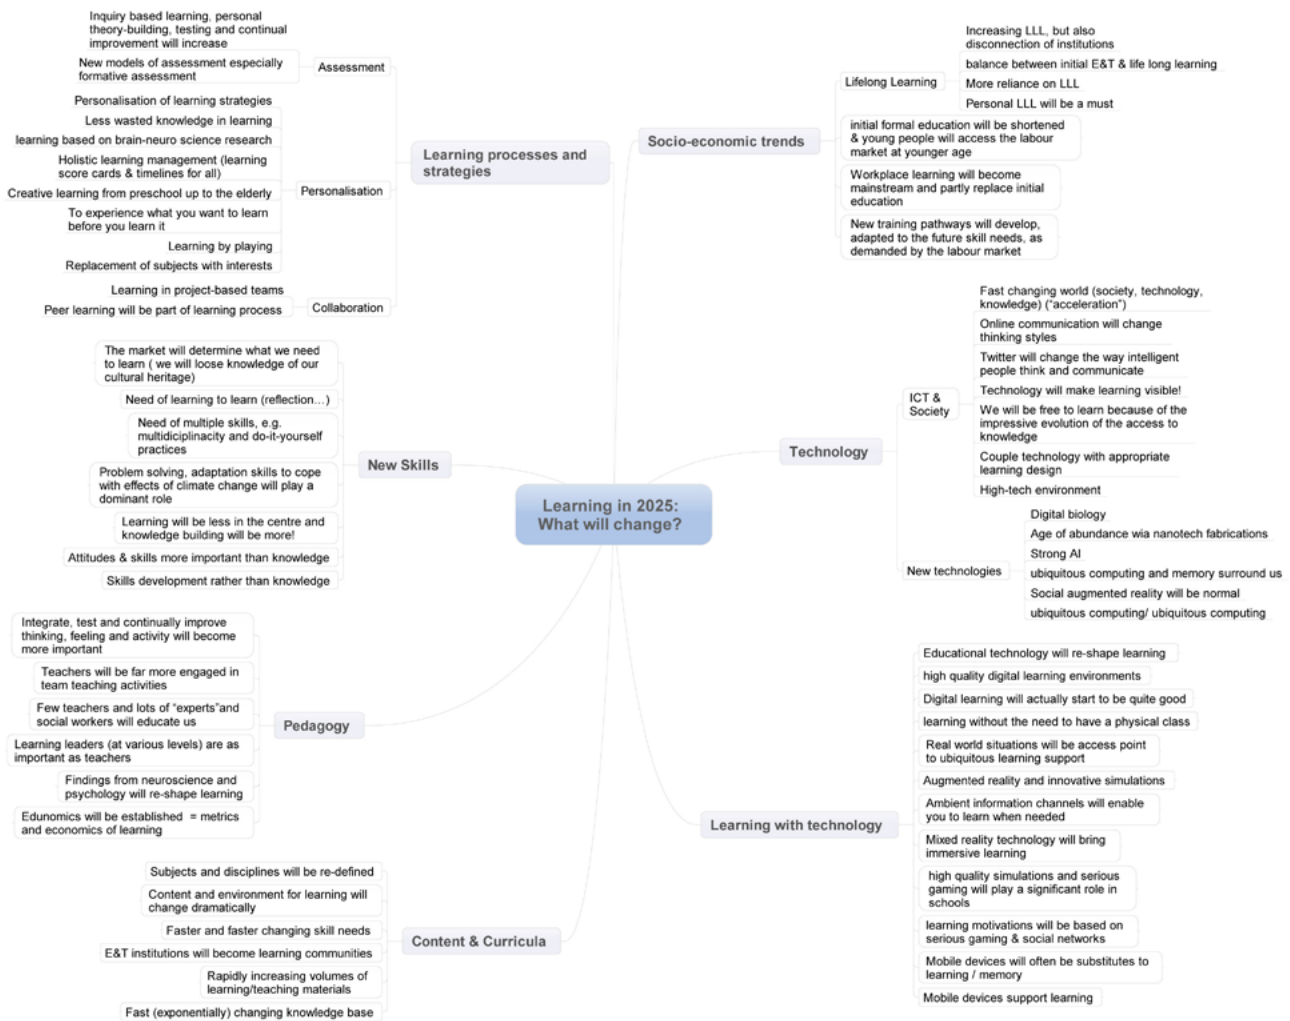 Learning in 2025:
What will change?
Learning processes and
strategies
Assessment
Inquiry based learning, personal
theory-building, testing and continual
improvement will increase
New models of assessment especially
formative assessment
Personalisation
Personalisation of learning strategies
Less wasted knowledge in learning
learning based on brain-neuro science research
Holistic learning management (learning
score cards & timelines for all)
Creative learning from preschool up to the elderly
To experience what you want to learn
before you learn it
Learning by playing
Replacement of subjects with interests
Collaboration
Learning in project-based teams
Peer learning will be part of learning process
New Skills
The market will determine what we need
to learn ( we will loose knowledge of our
cultural heritage)
Need of learning to learn (reflection…)
Need of multiple skills, e.g.
multidiciplinacity and do-it-yourself
practices
Problem solving, adaptation skills to cope
with effects of climate change will play a
dominant role
Learning will be less in the centre and
knowledge building will be more!
Attitudes & skills more important than knowledge
Skills development rather than knowledge
Pedagogy
Integrate, test and continually improve
thinking, feeling and activity will become
more important
Teachers will be far more engaged in
team teaching activities
Few teachers and lots of “experts”and
social workers will educate us
Learning leaders (at various levels) are as
important as teachers
Findings from neuroscience and
psychology will re-shape learning
Edunomics will be established = metrics
and economics of learning
Content & Curricula
Subjects and disciplines will be re-defined
Content and environment for learning will
change dramatically
Faster and faster changing skill needs
E&T institutions will become learning communities
Rapidly increasing volumes of
learning/teaching materials
Fast (exponentially) changing knowledge base
Socio-economic trends
Lifelong Learning
Increasing LLL, but also
disconnection of institutions
balance between initial E&T & life long learning
More reliance on LLL
Personal LLL will be a must
initial formal education will be shortened
& young people will access the labour
market at younger age
Workplace learning will become
mainstream and partly replace initial
education
New training pathways will develop,
adapted to the future skill needs, as
demanded by the labour market
Technology
ICT &
Society
Fast changing world (society, technology,
knowledge) (“acceleration”)
Online communication will change
thinking styles
Twitter will change the way intelligent
people think and communicate
Technology will make learning visible!
We will be free to learn because of the
impressive evolution of the access to
knowledge
Couple technology with appropriate
learning design
High-tech environment
New technologies
Digital biology
Age of abundance wia nanotech fabrications
Strong AI
ubiquitous computing and memory surround us
Social augmented reality will be normal
ubiquitous computing/ ubiquitous computing
Learning with technology
Educational technology will re-shape learning
high quality digital learning environments
Digital learning will actually start to be quite good
learning without the need to have a physical class
Real world situations will be access point
to ubiquitous learning support
Augmented reality and innovative simulations
Ambient information channels will enable
you to learn when needed
Mixed reality technology will bring
immersive learning
high quality simulations and serious
gaming will play a significant role in
schools
learning motivations will be based on
serious gaming & social networks
Mobile devices will often be substitutes to
learning / memory
Mobile devices support learning